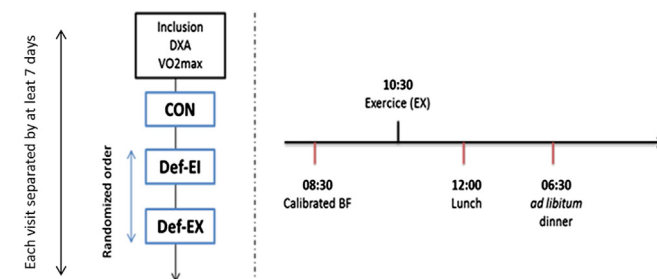 Each visit separated by at leat 7 days
Inclusion
DXA
VO2max
CON
Randomized order
Def-EI
Def-EX
10:30
Exercice (EX)
08:30
Calibrated BF
12:00
Lunch
06:30
ad libitum
dinner